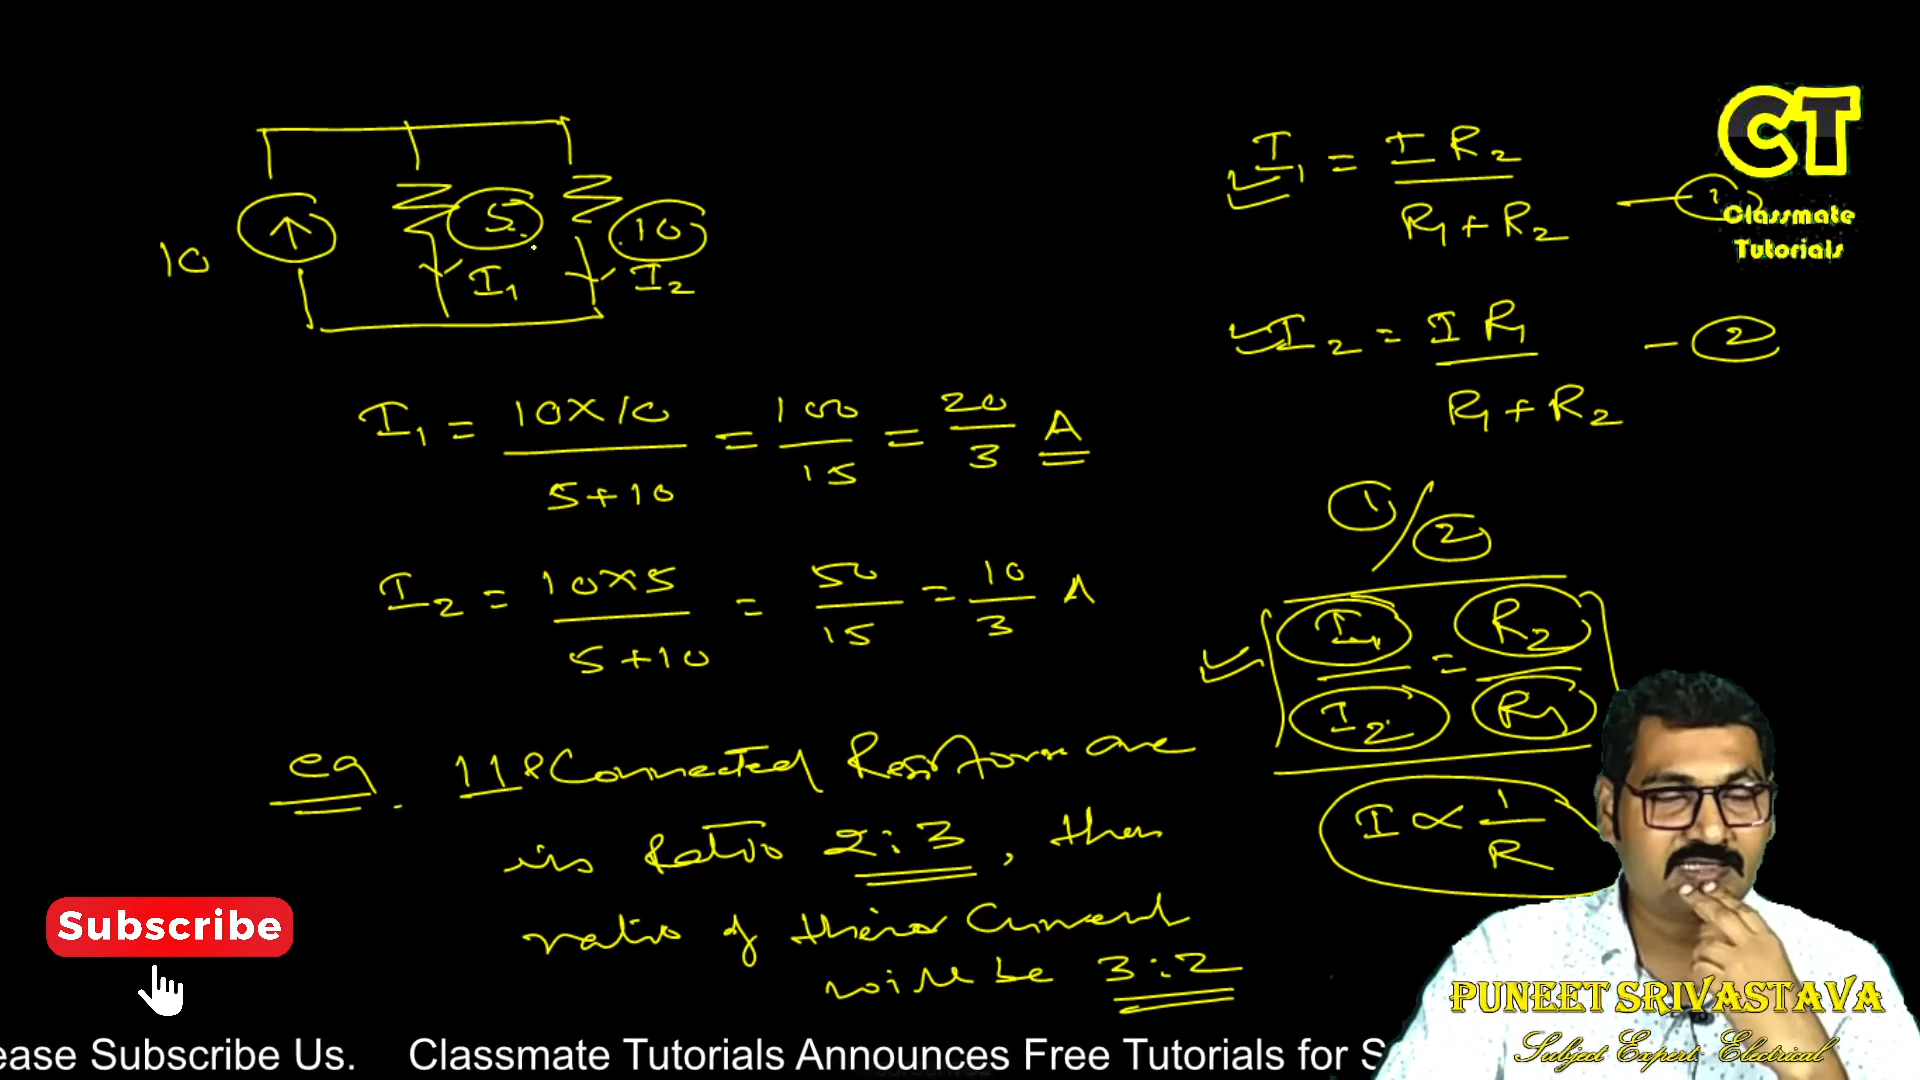 10
5
10
I1
I2
I1 = 10×10 / 5+10 = 100 / 15 = 20 / 3 A
I2 = 10×5 / 5+10 = 50 / 15 = 10 / 3 A
eg. 11el Connected Resistors are
in Ratio 2:3, then
ratio of their Current
will be 3:2
I1 = I R2 / R1 + R2 — 1
I2 = I R1 / R1 + R2 — 2
1 / 2
I1 / I2 = R2 / R1
I ∝ 1 / R
CT
Classmate
Tutorials
Subscribe
PUNEET SRIVASTAVA
Subject Expert: Electrical
ease Subscribe Us. Classmate Tutorials Announces Free Tutorials for S